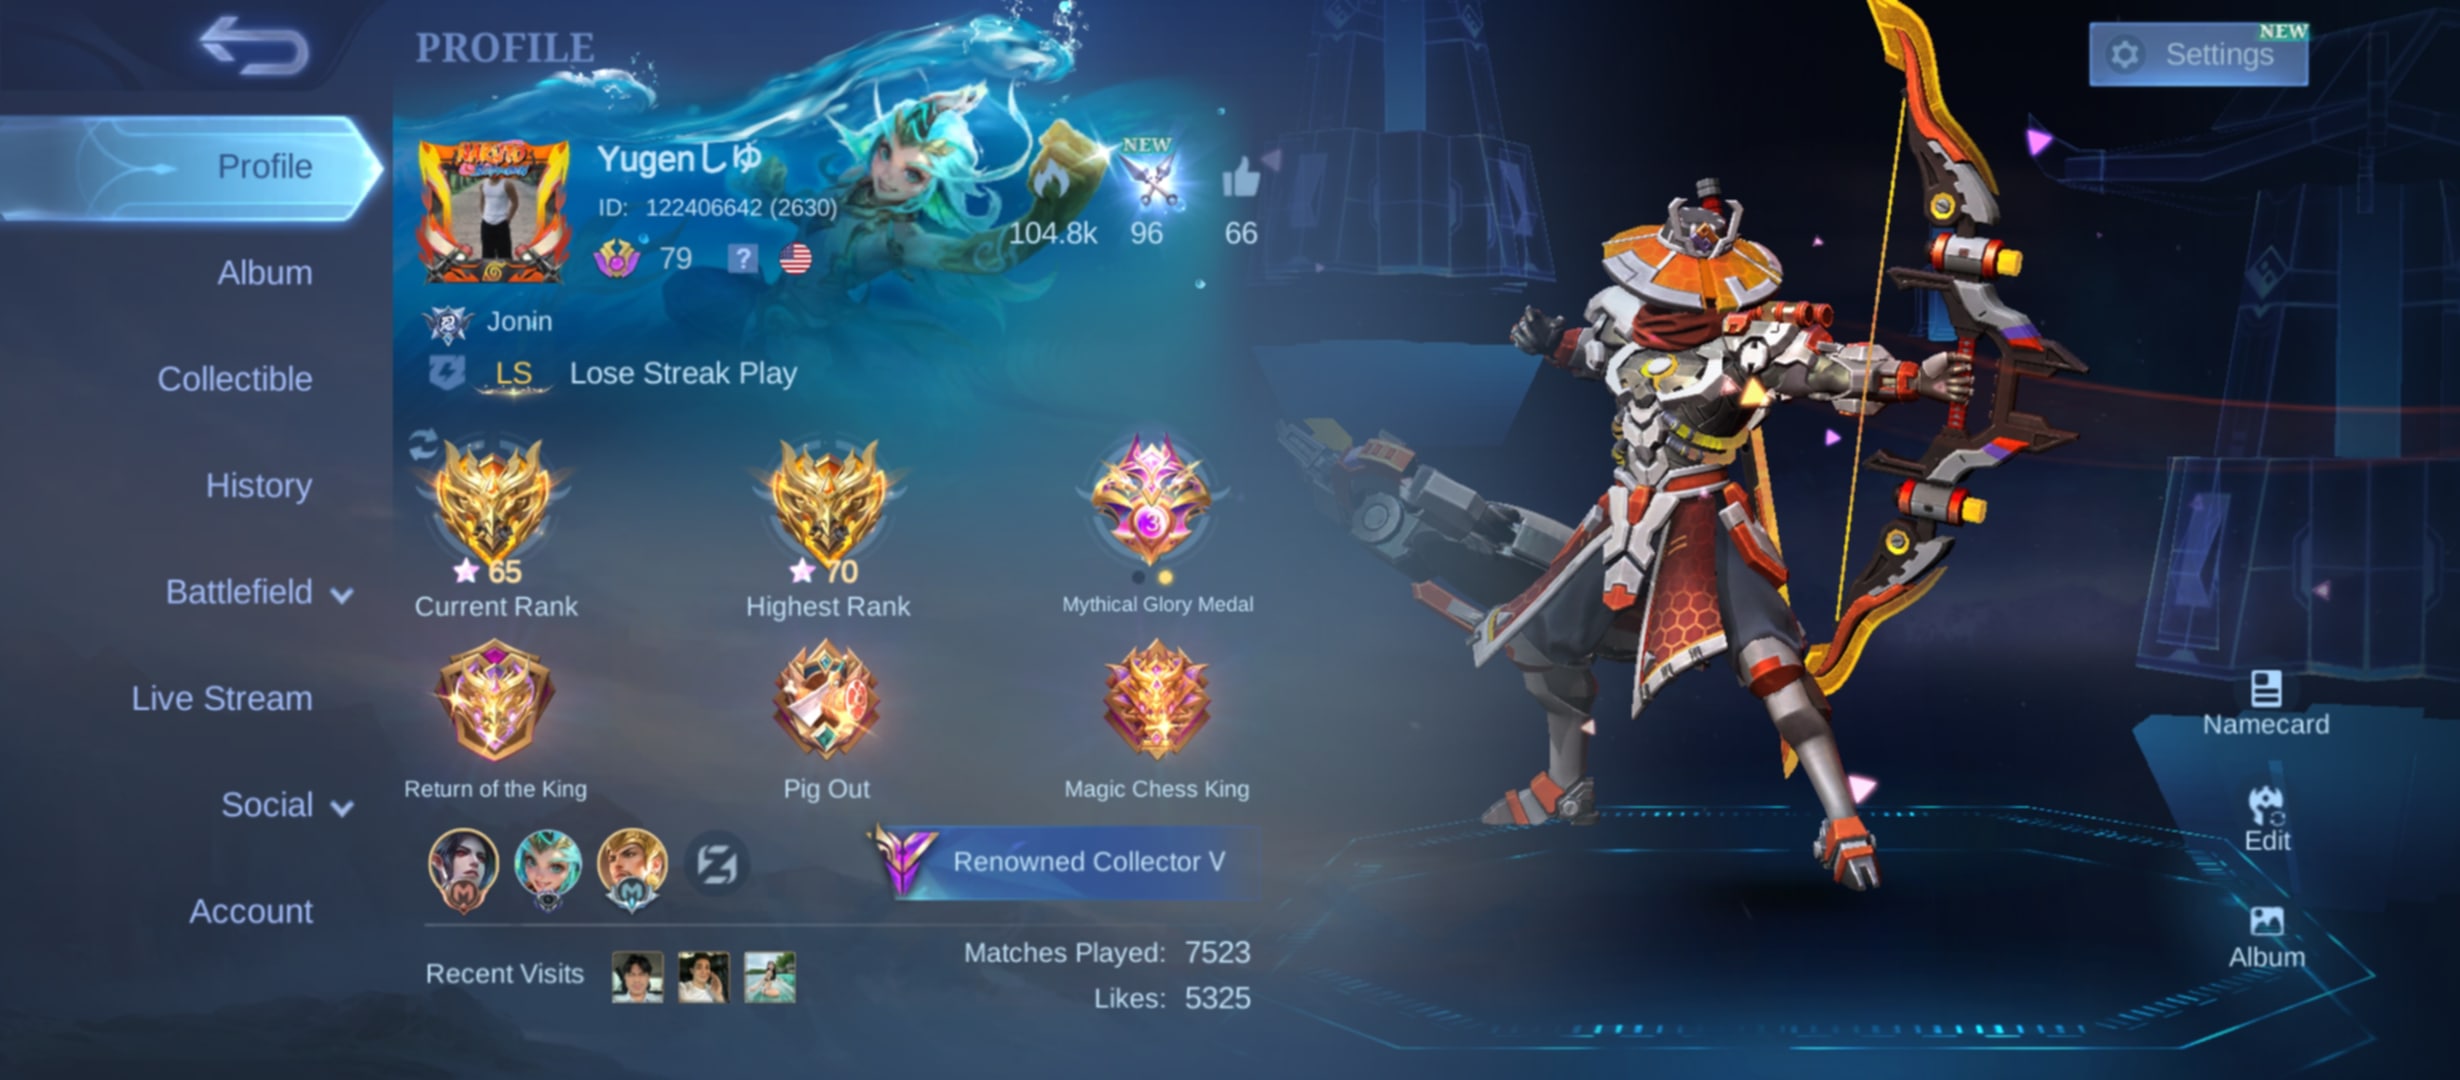 PROFILE
NEW
Settings
Profile
Album
Collectible
History
Battlefield
Live Stream
Social
Account
NARUTO
Yugenしゆ
ID: 122406642 (2630)
79
?
104.8k
NEW
96
66
Jonin
LS Lose Streak Play
65
Current Rank
70
Highest Rank
3
Mythical Glory Medal
Return of the King
Pig Out
Magic Chess King
M
M
Renowned Collector V
Recent Visits
Matches Played: 7523
Likes: 5325
Namecard
Edit
Album